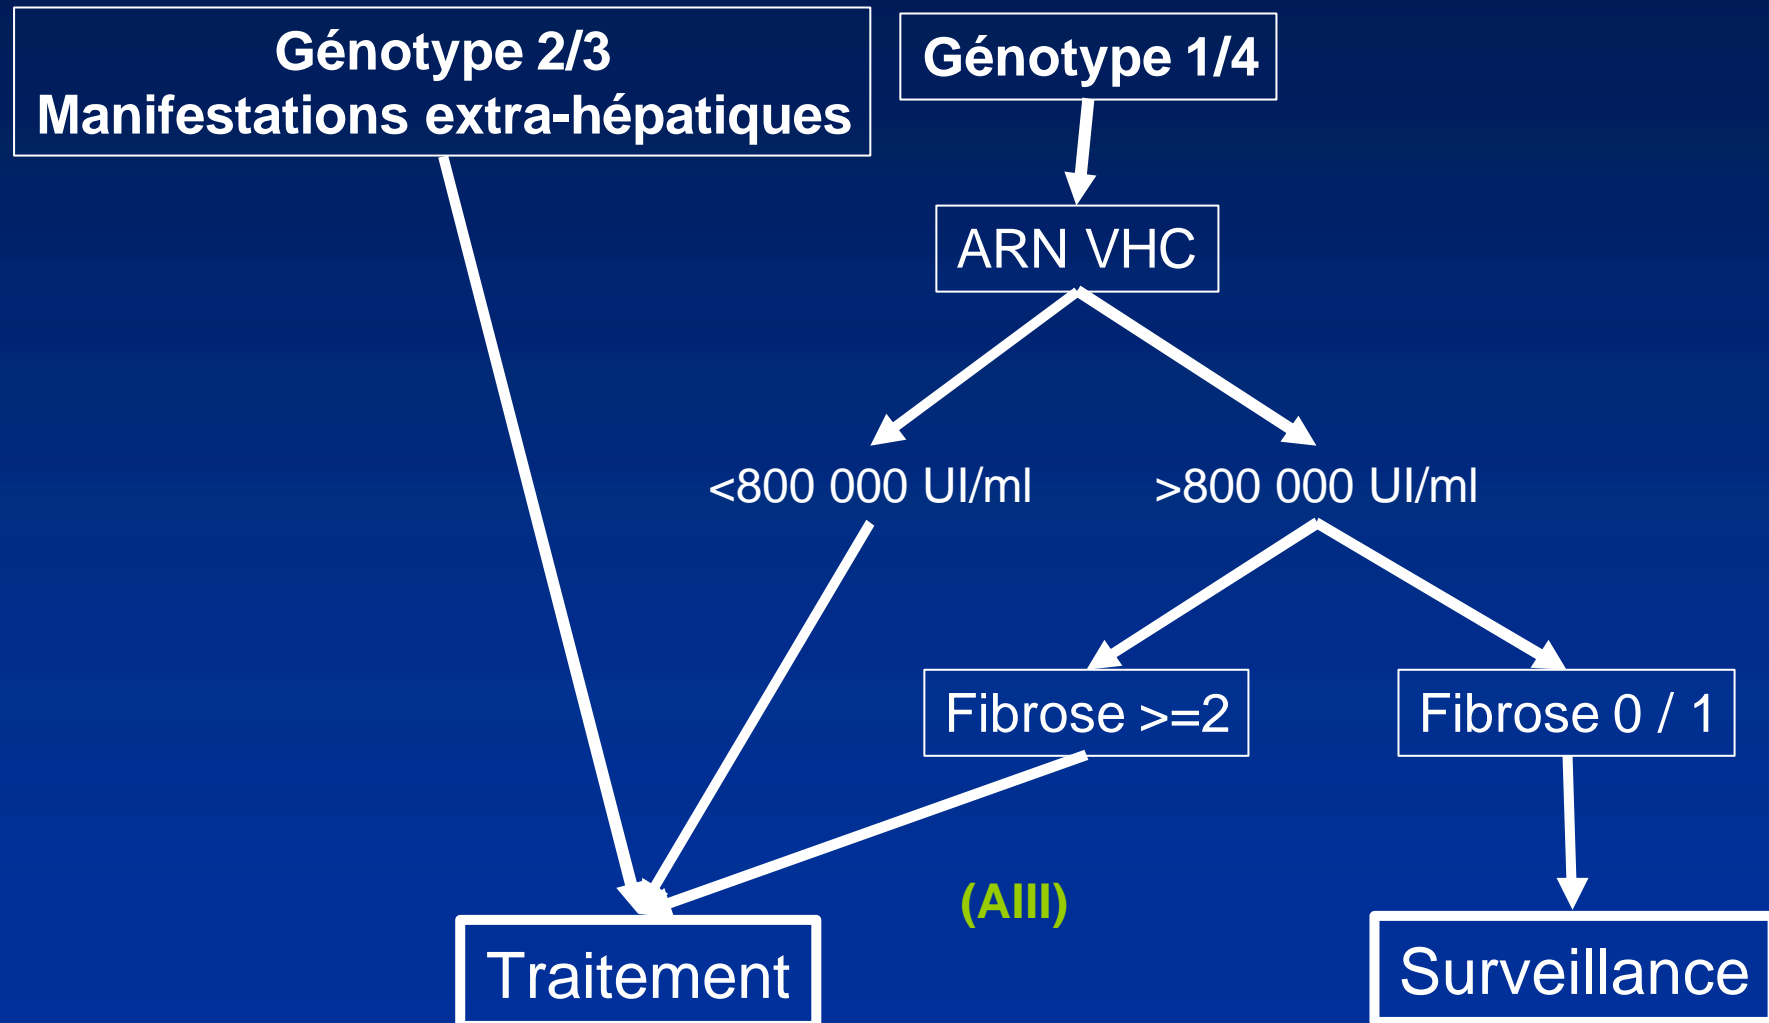 Génotype 2/3
Manifestations extra-hépatiques
Génotype 1/4
ARN VHC
<800 000 UI/ml
>800 000 UI/ml
Fibrose >=2
Fibrose 0 / 1
(AIII)
Traitement
Surveillance